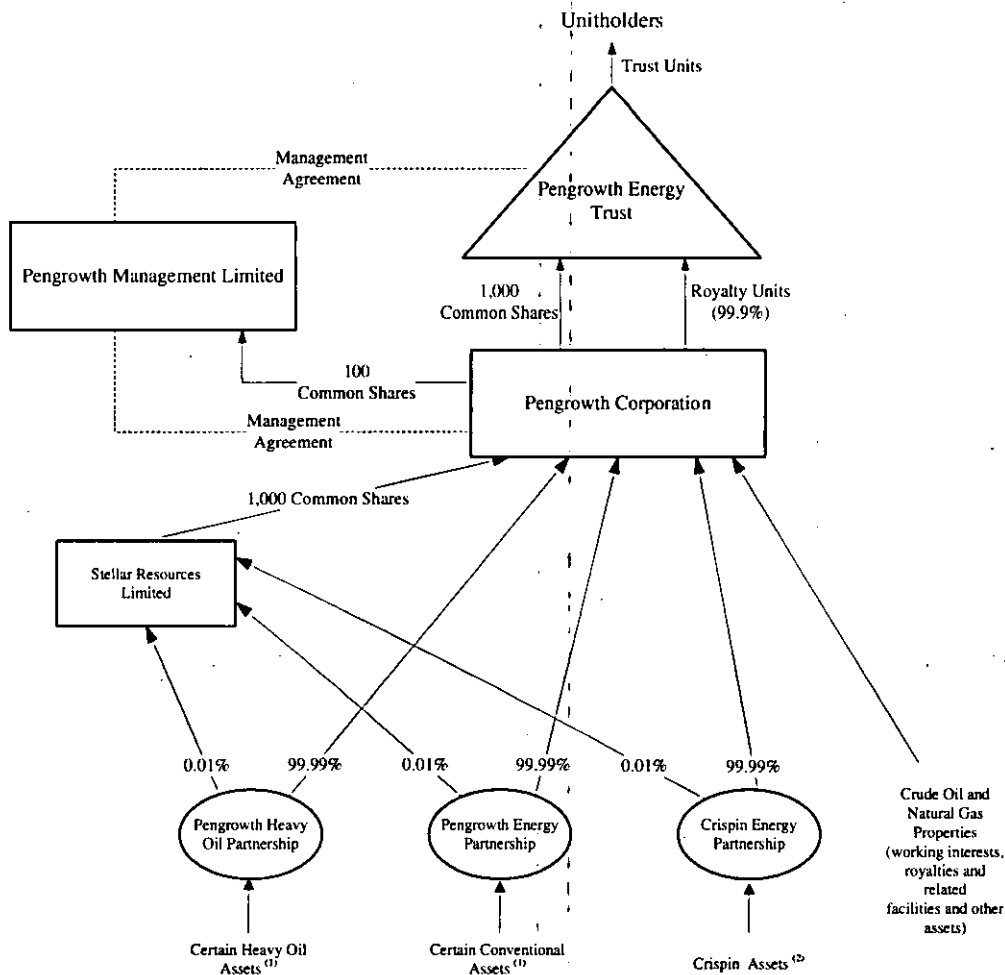 Unitholders
Trust Units
Management
Agreement
Pengrowth Energy
Trust
Pengrowth Management Limited
1,000
Common Shares
Royalty Units
(99.9%)
100
Common Shares
Pengrowth Corporation
Management
Agreement
1,000 Common Shares
Stellar Resources
Limited
0.01% 99.99% 0.01% 99.99% 0.01% 99.99%
Pengrowth Heavy
Oil Partnership
Pengrowth Energy
Partnership
Crispin Energy
Partnership
Crude Oil and
Natural Gas
Properties
(working interests,
royalties and
related
facilities and other
assets)
Certain Heavy Oil
Assets (1)
Certain Conventional
Assets (1)
Crispin Assets (2)